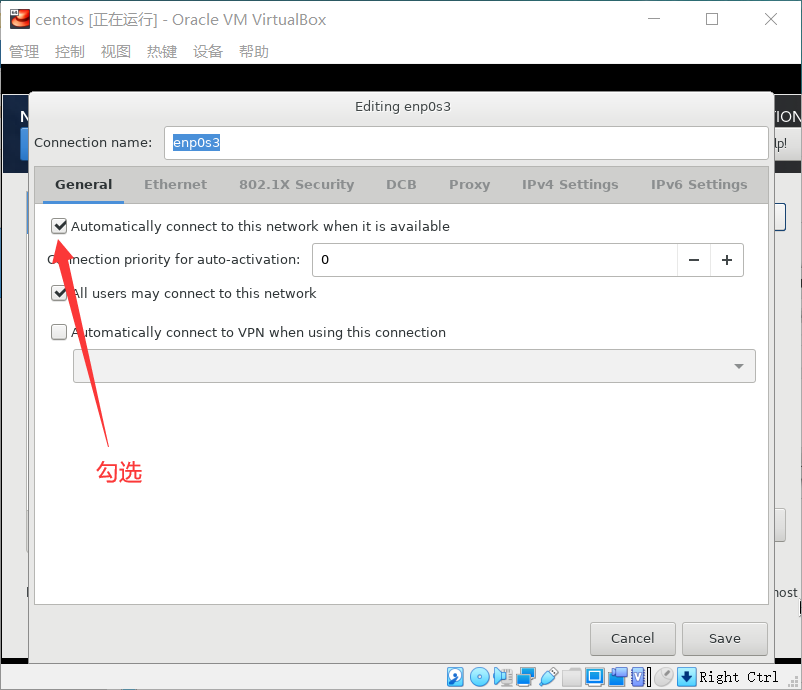 centos [正在运行] - Oracle VM VirtualBox
管理 控制 视图 热键 设备 帮助
Editing enp0s3
Connection name: enp0s3
General Ethernet 802.1X Security DCB Proxy IPv4 Settings IPv6 Settings
Automatically connect to this network when it is available
Connection priority for auto-activation: 0
All users may connect to this network
Automatically connect to VPN when using this connection
勾选
Cancel Save
Right Ctrl